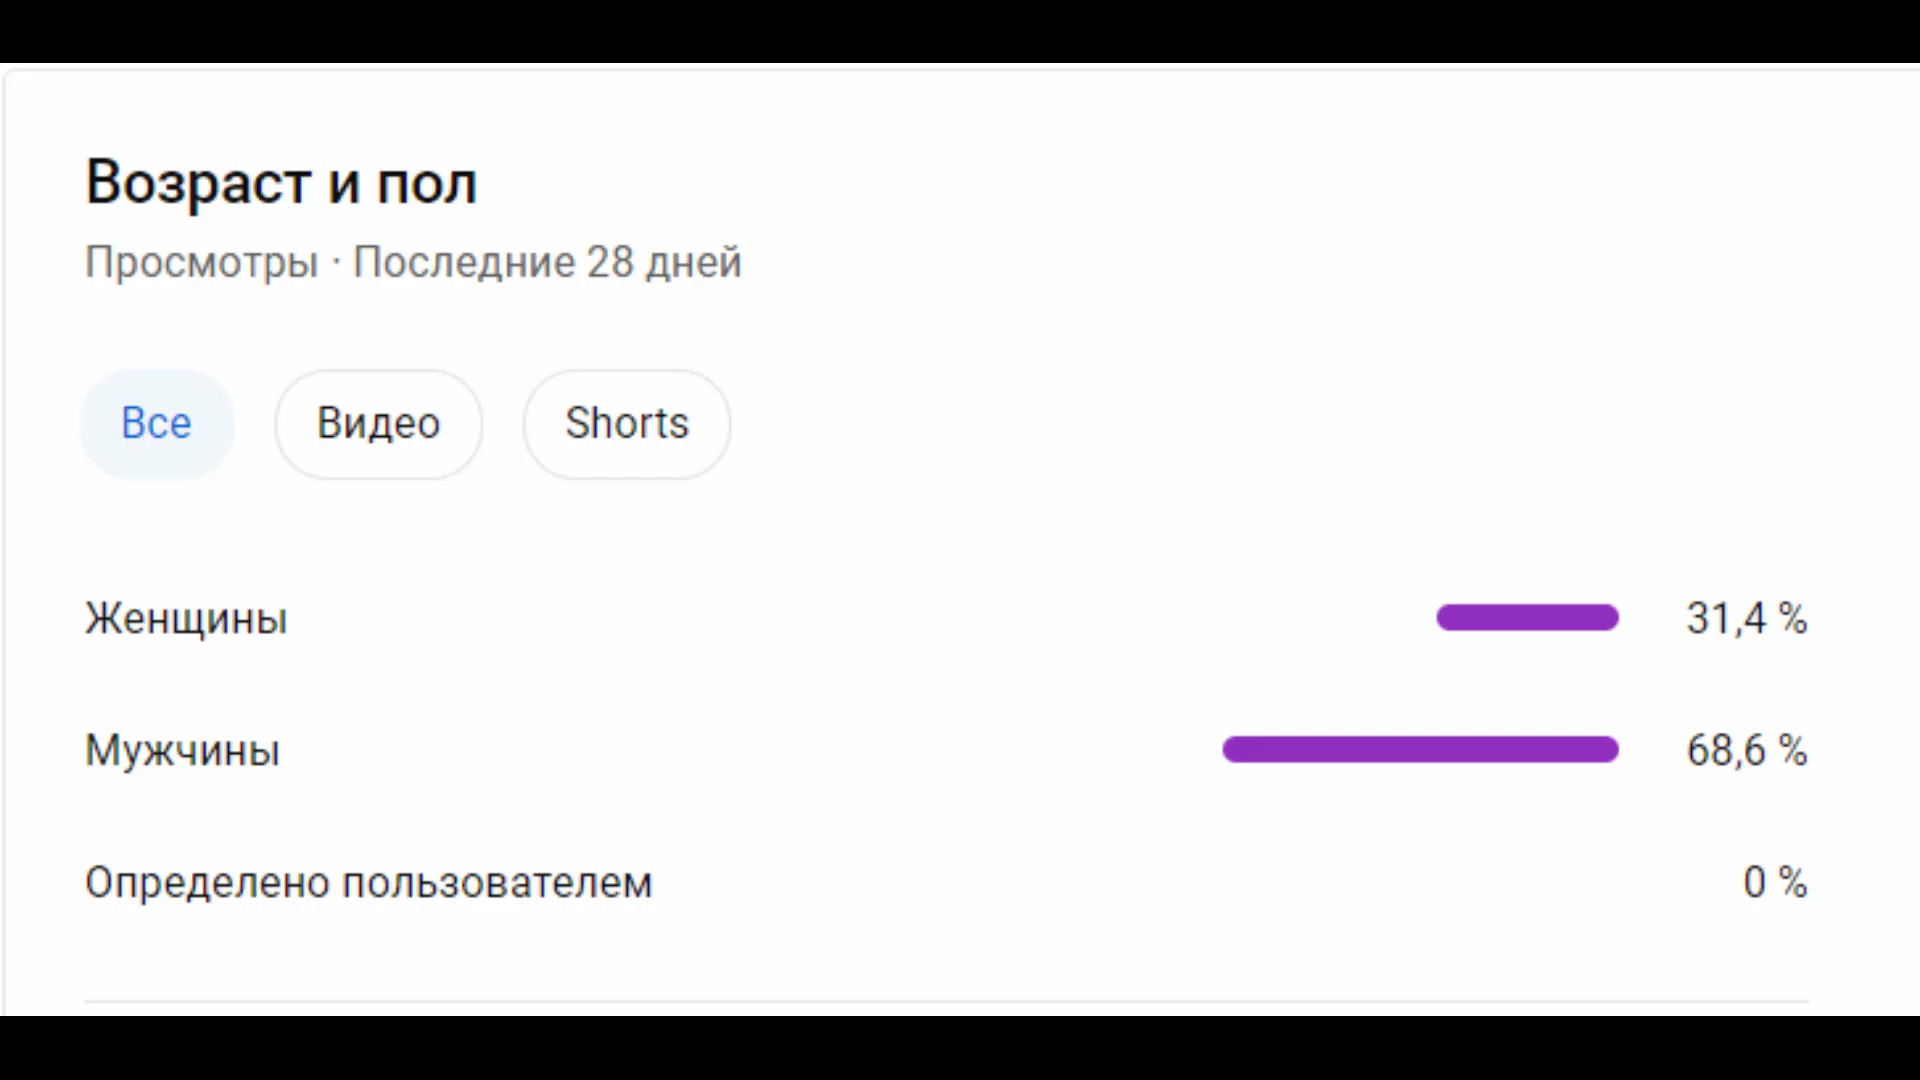 Возраст и пол
Просмотры · Последние 28 дней
Все Видео Shorts
Женщины 31,4 %
Мужчины 68,6 %
Определено пользователем 0 %